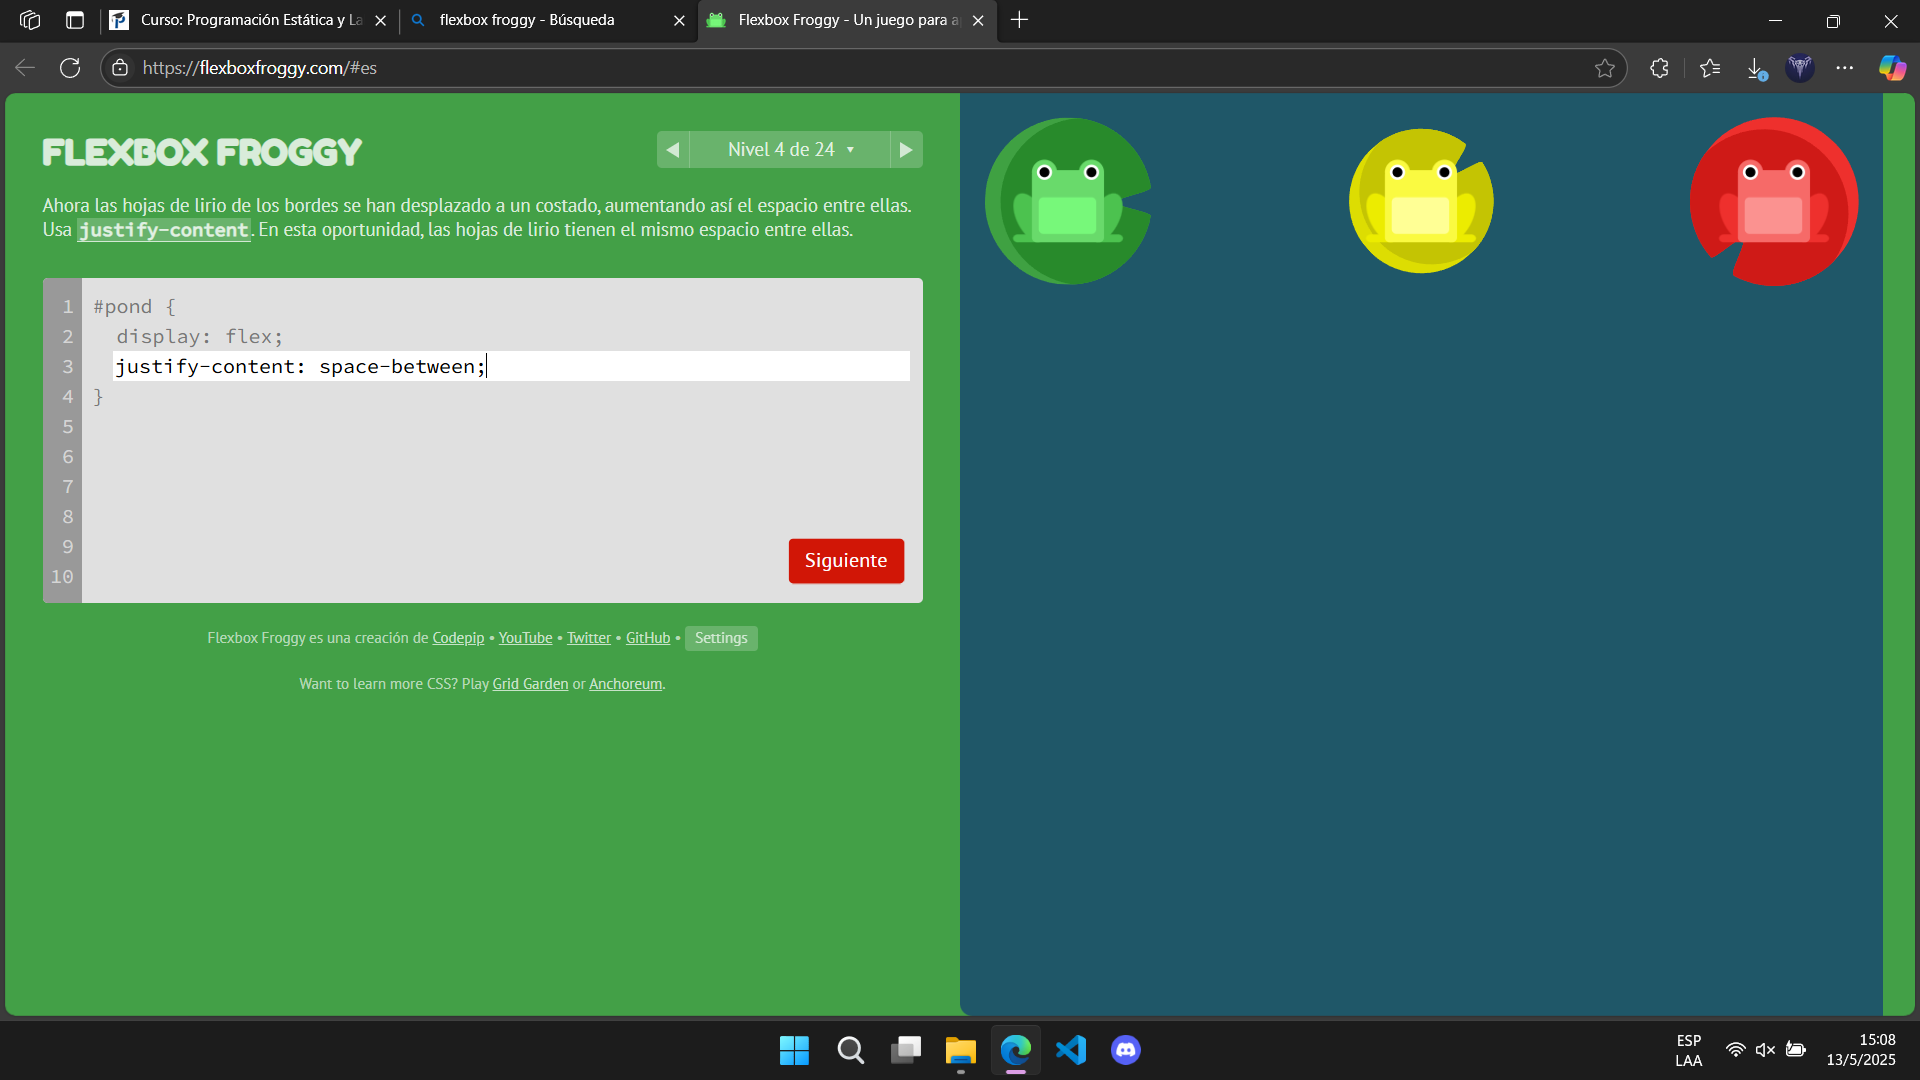 Curso: Programación Estática y La
flexbox froggy - Búsqueda
Flexbox Froggy - Un juego para a
https://flexboxfroggy.com/#es
FLEXBOX FROGGY
Nivel 4 de 24
Ahora las hojas de lirio de los bordes se han desplazado a un costado, aumentando así el espacio entre ellas.
Usa justify-content. En esta oportunidad, las hojas de lirio tienen el mismo espacio entre ellas.
1 #pond {
2 display: flex;
3 justify-content: space-between;
4 }
5
6
7
8
9
10
Siguiente
Flexbox Froggy es una creación de Codepip • YouTube • Twitter • GitHub • Settings
Want to learn more CSS? Play Grid Garden or Anchoreum.
ESP
LAA
15:08
13/5/2025